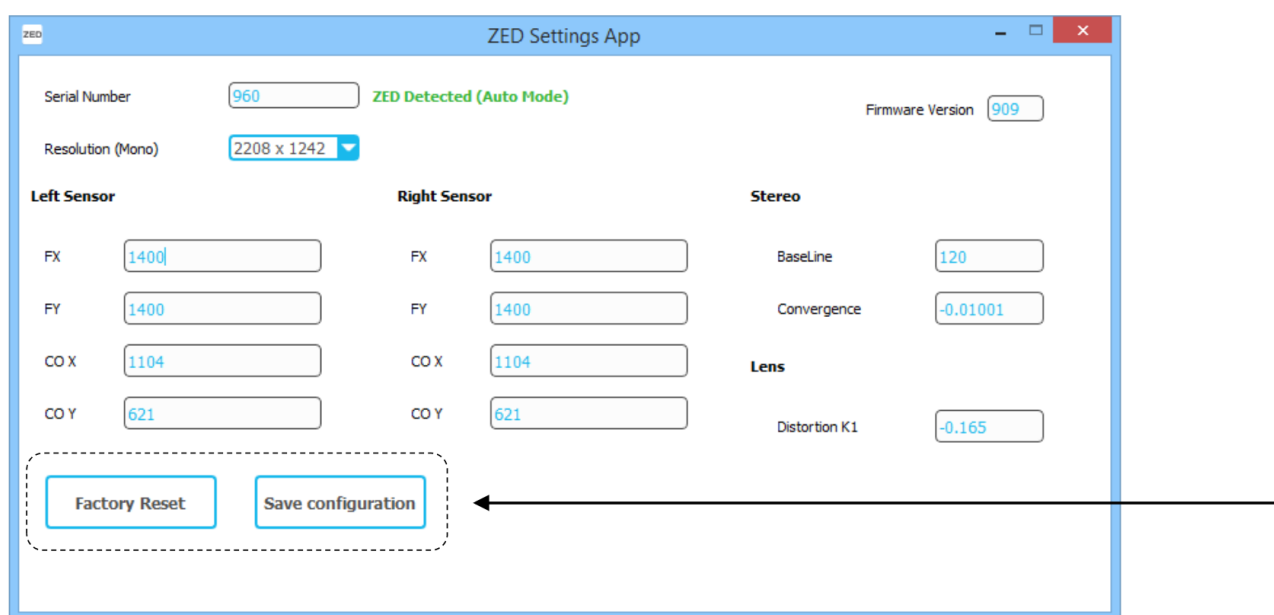 ZED ZED Settings App
Serial Number 960 ZED Detected (Auto Mode)
Firmware Version 909
Resolution (Mono) 2208 x 1242
Left Sensor Right Sensor Stereo
FX 1400 FX 1400 BaseLine 120
FY 1400 FY 1400 Convergence -0.01001
CO X 1104 CO X 1104
Lens
CO Y 621 CO Y 621
Distortion K1 -0.165
Factory Reset Save configuration